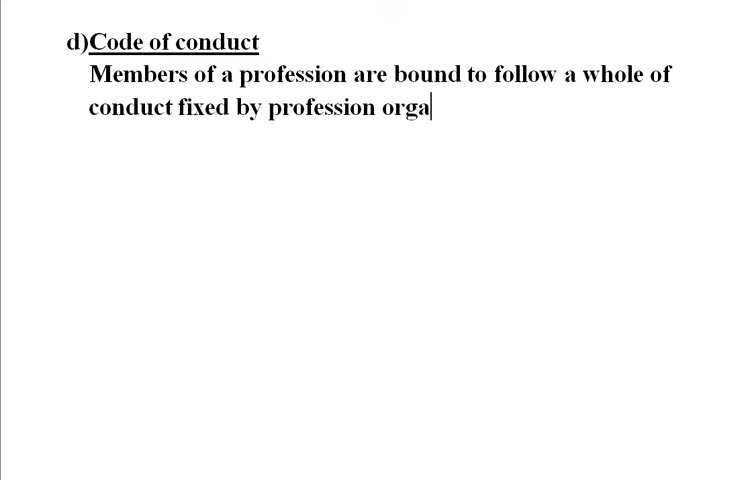 d)Code of conduct
Members of a profession are bound to follow a whole of
conduct fixed by profession orga